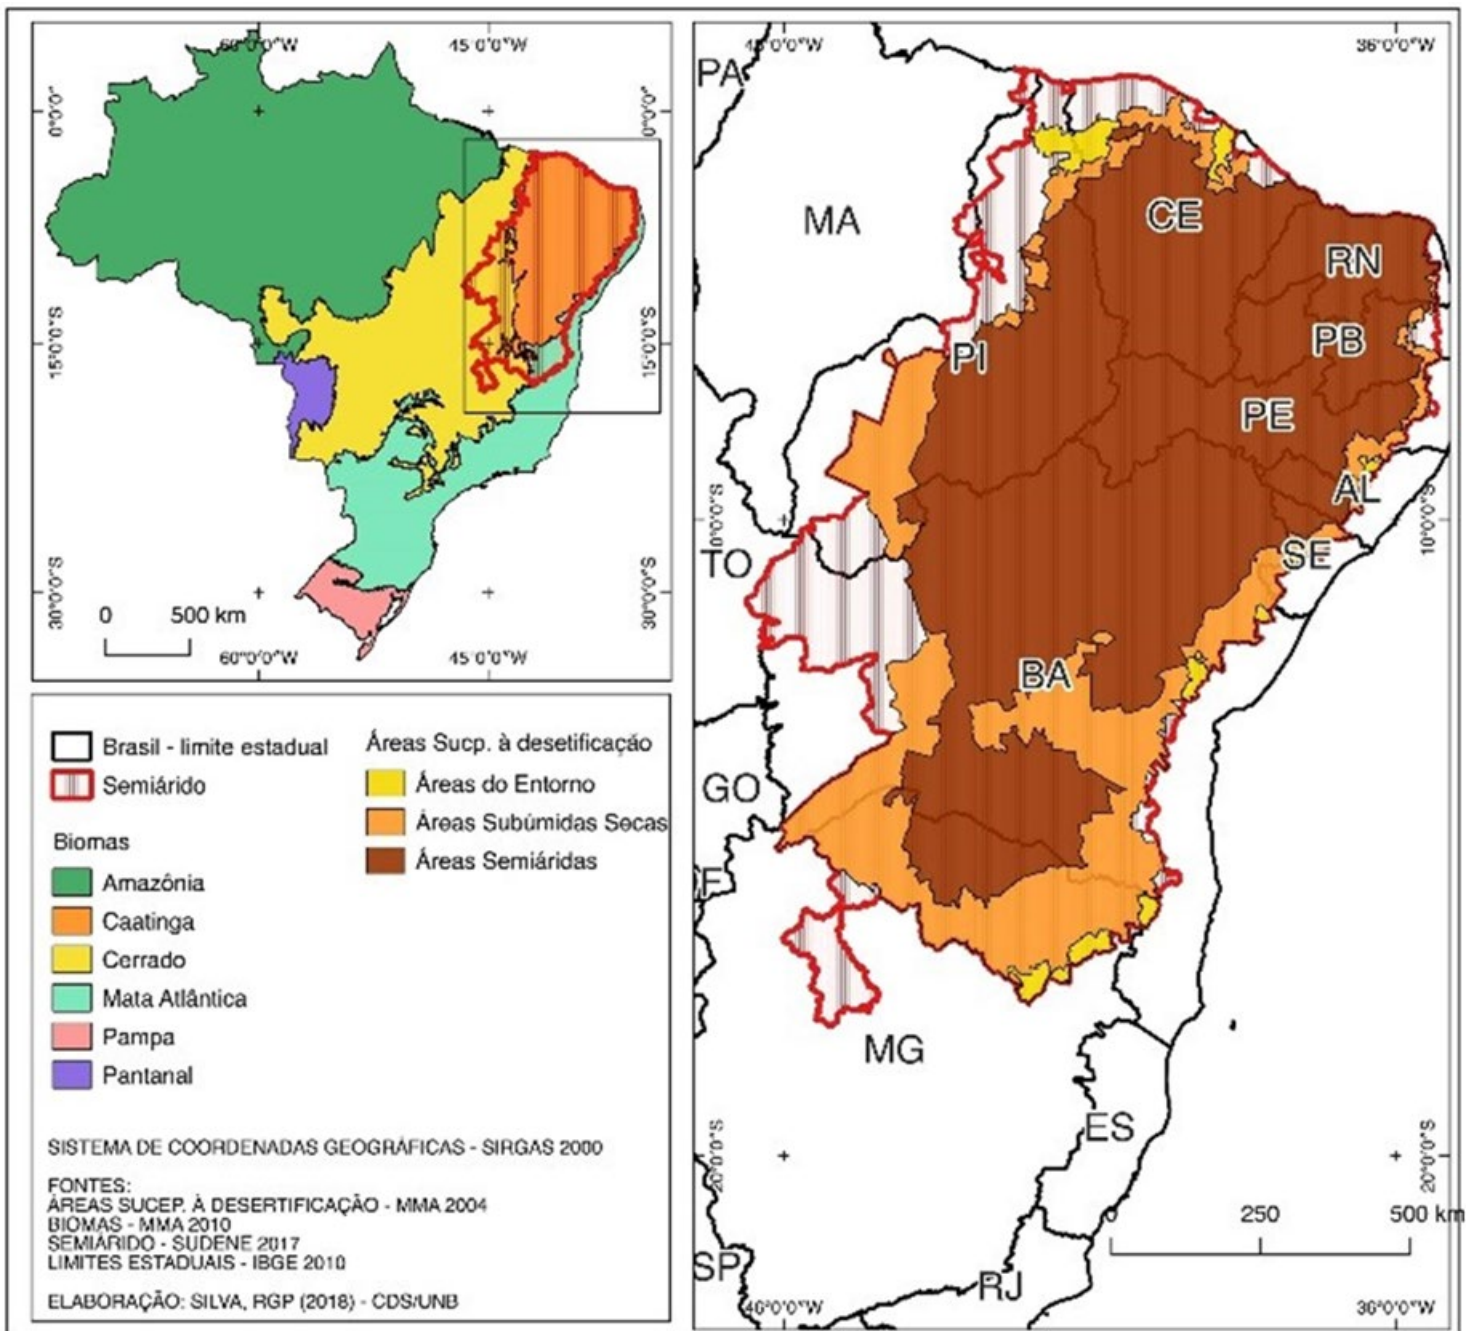 60°0'0"W 45°0'0"W
0°0'0" 0°0'0"
15°0'0"S 15°0'0"S
30°0'0"S 30°0'0"S
0 500 km
60°0'0"W 45°0'0"W
Brasil - limite estadual
Semiárido
Biomas
Amazônia
Caatinga
Cerrado
Mata Atlântica
Pampa
Pantanal
Áreas Sucp. à desetificação
Áreas do Entorno
Áreas Subúmidas Secas
Áreas Semiáridas
SISTEMA DE COORDENADAS GEOGRÁFICAS - SIRGAS 2000
FONTES:
ÁREAS SUCEP. À DESERTIFICAÇÃO - MMA 2004
BIOMAS - MMA 2010
SEMIÁRIDO - SUDENE 2017
LIMITES ESTADUAIS - IBGE 2010
ELABORAÇÃO: SILVA, RGP (2018) - CDS/UNB
36°0'0"W
PA
MA
CE
RN
PI
PB
PE
AL
10°0'0"S 10°0'0"S
TO
SE
BA
GO
F
MG
ES
20°0'0"S 20°0'0"S
0 250 500 km
SP
RJ
36°0'0"W